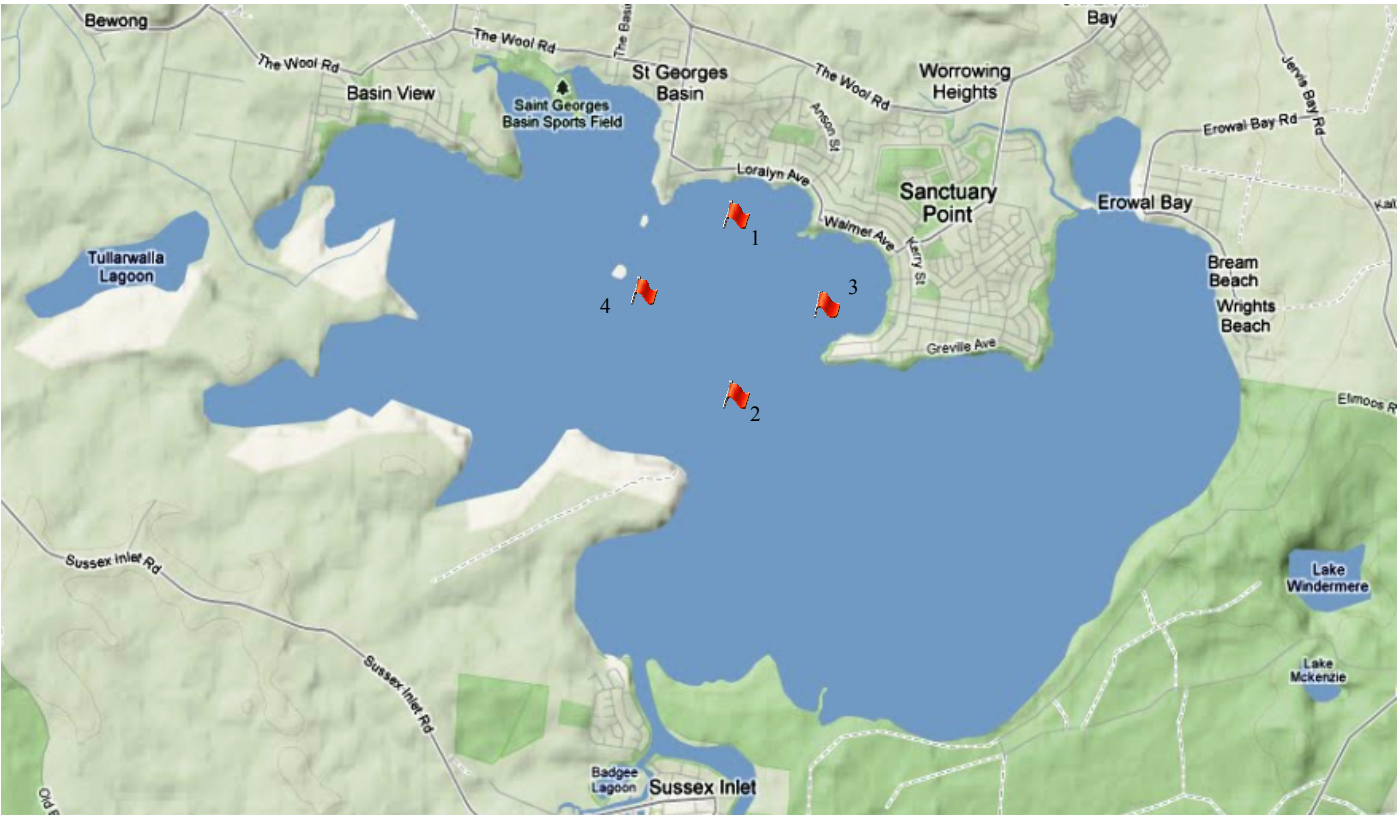 Bewong
The Wool Rd
The Wool Rd
The Basi
Bay
Basin View
Saint Georges
Basin Sports Field
St Georges
Basin
The Wool Rd
Worrowing
Heights
Jervis Bay Rd
Anson St
Erowal Bay Rd
Loralyn Ave
Sanctuary
Point
Erowal Bay
Kall
1
Walmer Ave
Kerry St
Tullarwalla
Lagoon
Bream
Beach
4
3
Wrights
Beach
Greville Ave
Elmoos R
2
Sussex Inlet Rd
Lake
Windermere
Sussex Inlet Rd
Lake
Mckenzie
Badgee
Lagoon
Sussex Inlet